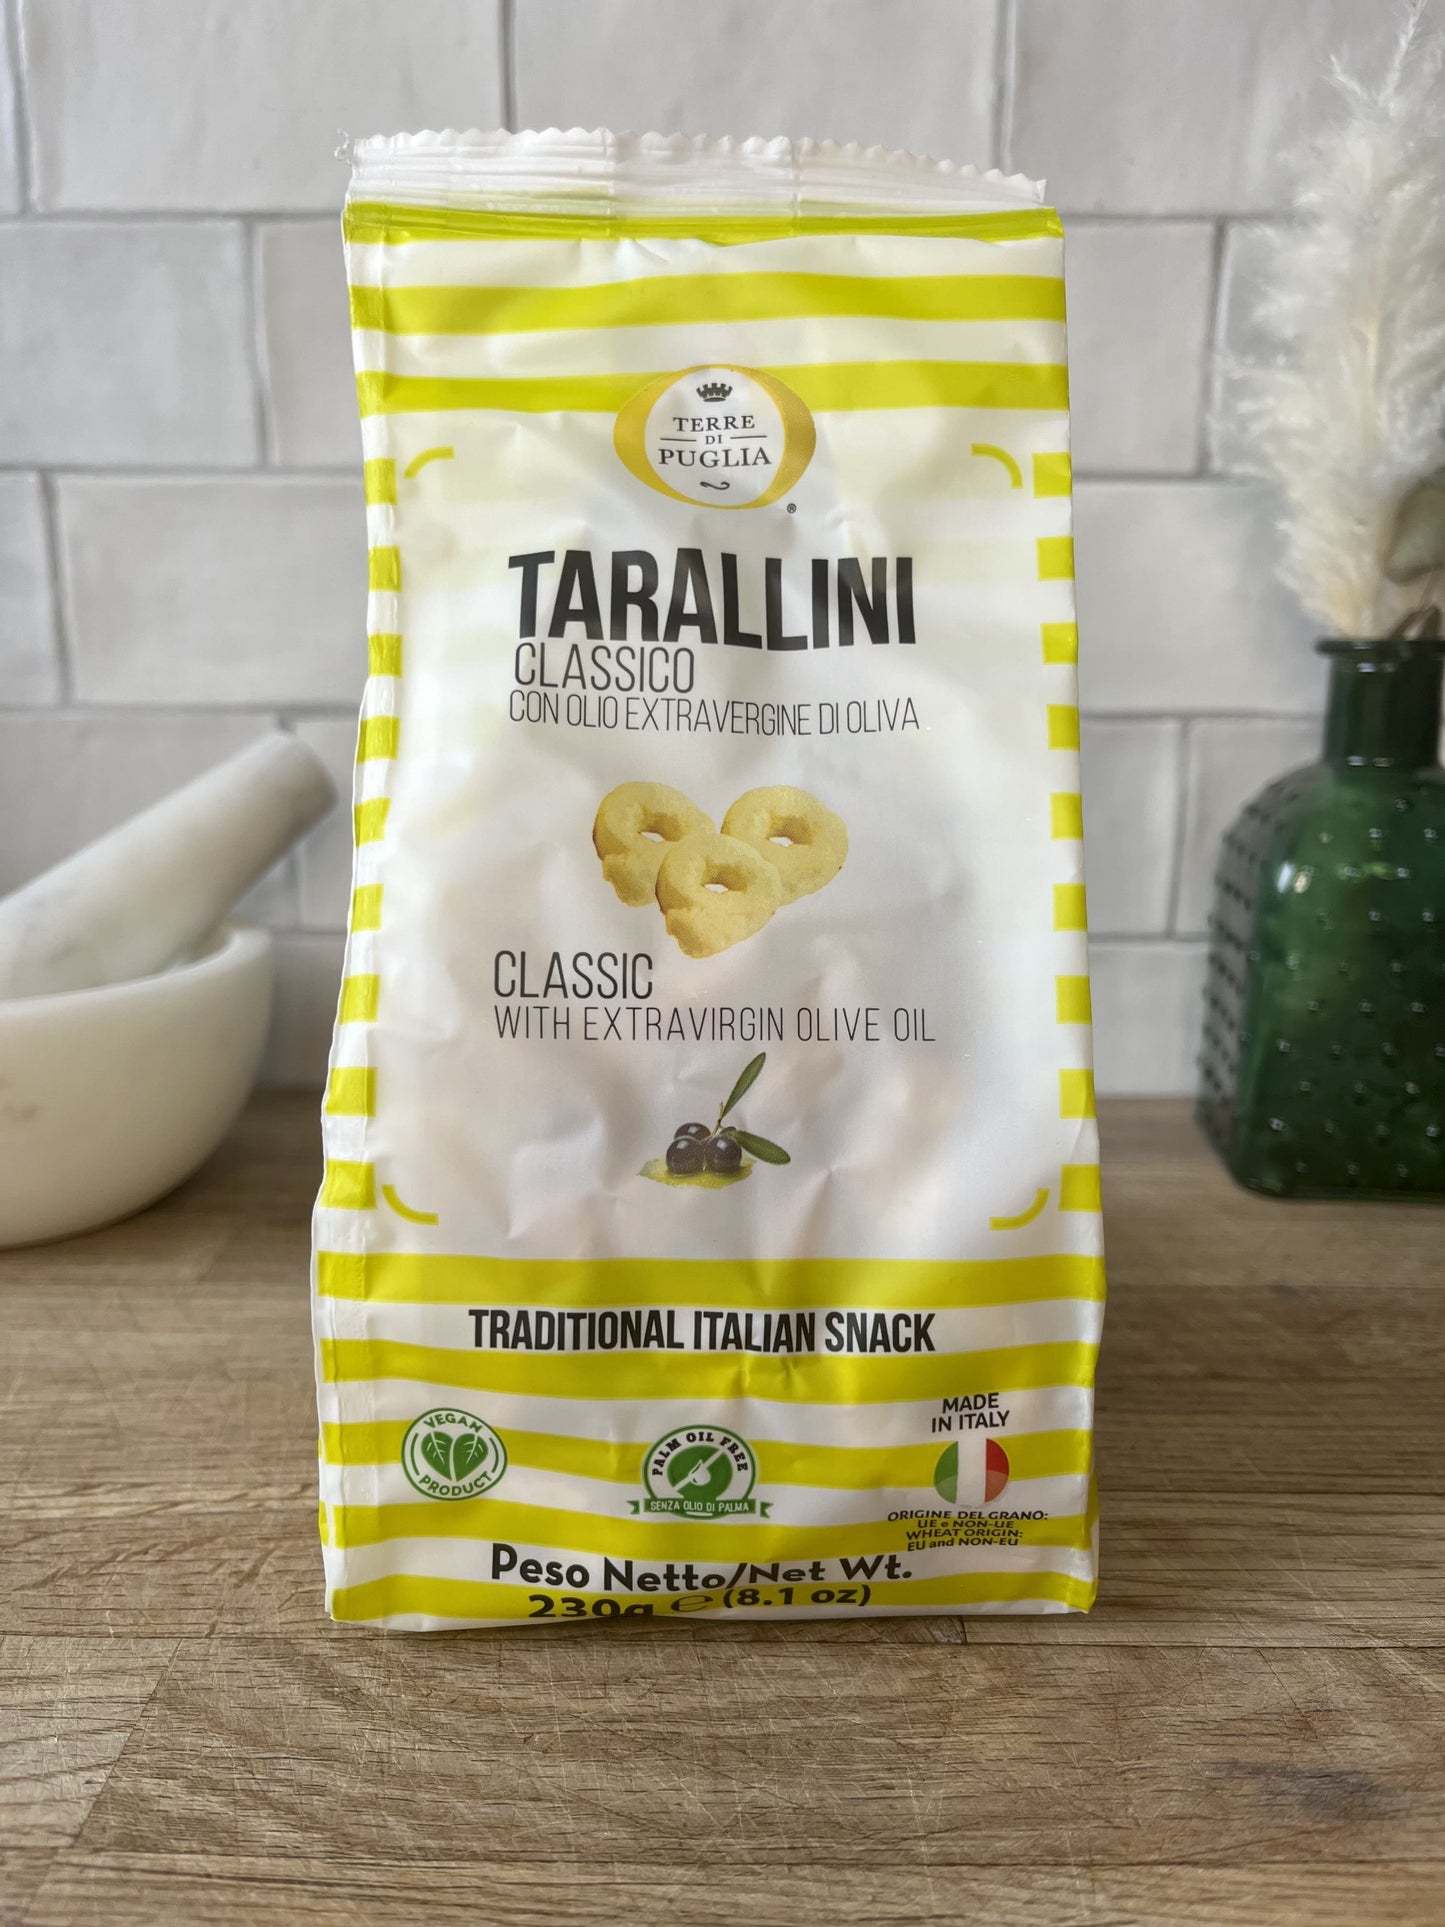 TERRE
DI
PUGLIA
®
TARALLINI
CLASSICO
CON OLIO EXTRAVERGINE DI OLIVA
CLASSIC
WITH EXTRAVIRGIN OLIVE OIL
TRADITIONAL ITALIAN SNACK
VEGAN
PRODUCT
PALM OIL FREE
SENZA OLIO DI PALMA
MADE
IN ITALY
ORIGINE DEL GRANO:
UE e NON-UE
WHEAT ORIGIN:
EU and NON-EU
Peso Netto/Net Wt.
230g ℮ (8.1 oz)